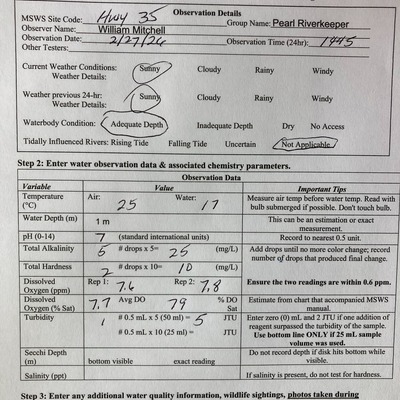 Observation Details
MSWS Site Code: Hwy 35 Group Name: Pearl Riverkeeper
Observer Name: William Mitchell
Observation Date: 2/27/26 Observation Time (24hr): 1445
Other Testers:
Current Weather Conditions: Sunny Cloudy Rainy Windy
Weather Details:
Weather previous 24-hr: Sunny Cloudy Rainy Windy
Weather Details:
Waterbody Condition: Adequate Depth Inadequate Depth Dry No Access
Tidally Influenced Rivers: Rising Tide Falling Tide Uncertain Not Applicable
Step 2: Enter water observation data & associated chemistry parameters.
Observation Data
Variable Value Important Tips
Temperature (°C) Air: 25 Water: 17 Measure air temp before water temp. Read with bulb submerged if possible. Don't touch bulb.
Water Depth (m) 1 m This can be an estimation or exact measurement.
pH (0-14) 7 (standard international units) Record to nearest 0.5 unit.
Total Alkalinity 5 # drops x 5= 25 (mg/L) Add drops until no more color change; record number of drops that produced final change.
Total Hardness 2 # drops x 10= 10 (mg/L)
Dissolved Oxygen (ppm) Rep 1: 7.6 Rep 2: 7.8 Ensure the two readings are within 0.6 ppm.
Dissolved Oxygen (% Sat) 7.7 Avg DO 79 % DO Sat Estimate from chart that accompanied MSWS manual.
Turbidity 1 # 0.5 mL x 5 (50 ml) = 5 JTU Enter zero (0) mL and 2 JTU if one addition of reagent surpassed the turbidity of the sample.
# 0.5 mL x 10 (25 ml) = JTU Use bottom line ONLY if 25 mL sample volume was used.
Secchi Depth (m) bottom visible exact reading Do not record depth if disk hits bottom while visible.
Salinity (ppt) If salinity is present, do not test for hardness.
Step 3: Enter any additional water quality information, wildlife sightings, photos taken during